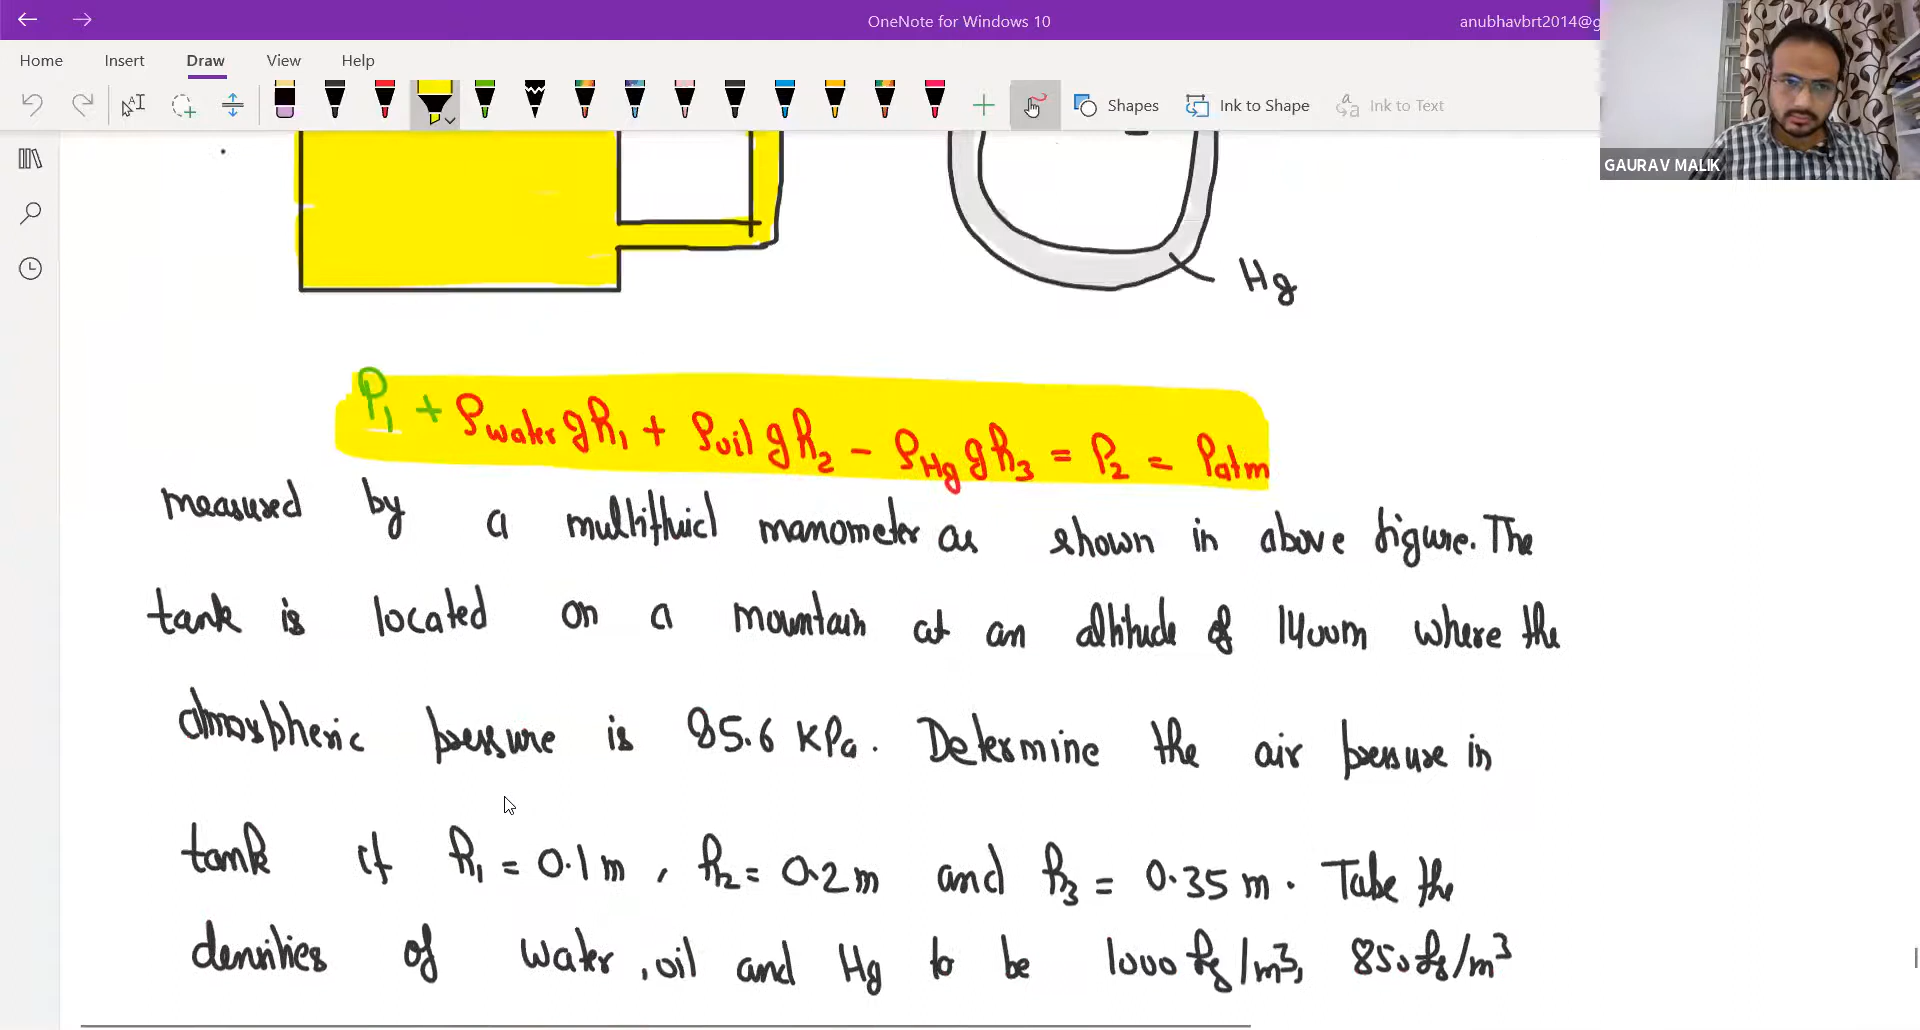 OneNote for Windows 10
anubhavbrt2014@g
Home Insert Draw View Help
Shapes Ink to Shape Ink to Text
GAURAV MALIK
Hg
P₁ + ρwater gh₁ + ρoil gh₂ - ρHg gh₃ = P₂ = Patm
measured by a multifluid manometer as shown in above figure. The
tank is located on a mountain at an altitude of 1400m where the
atmospheric pressure is 85.6 KPa. Determine the air pressure in
tank if h₁ = 0.1 m, h₂ = 0.2 m and h₃ = 0.35 m. Take the
densities of water, oil and Hg to be 1000 kg/m³, 850 kg/m³